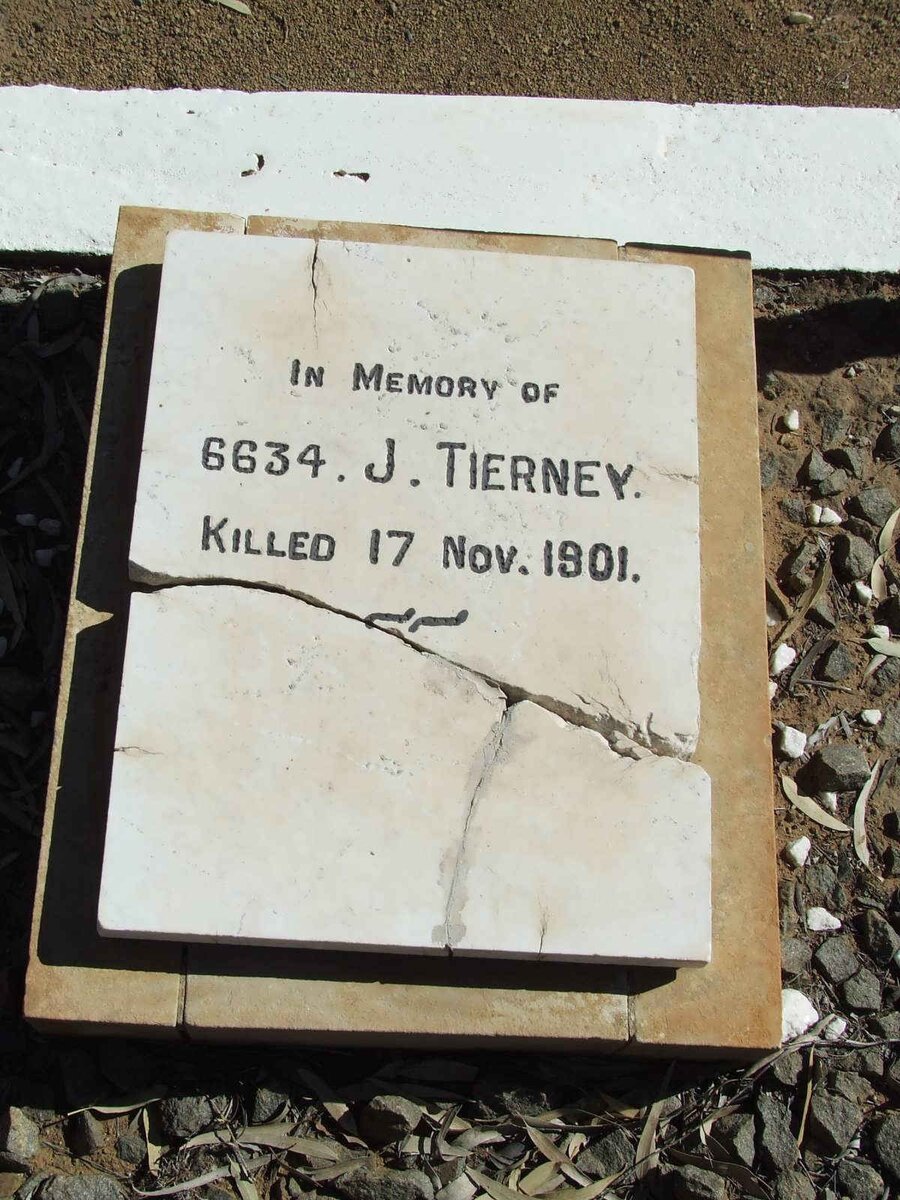 In Memory of
6634. J. Tierney.
Killed 17 Nov. 1901.